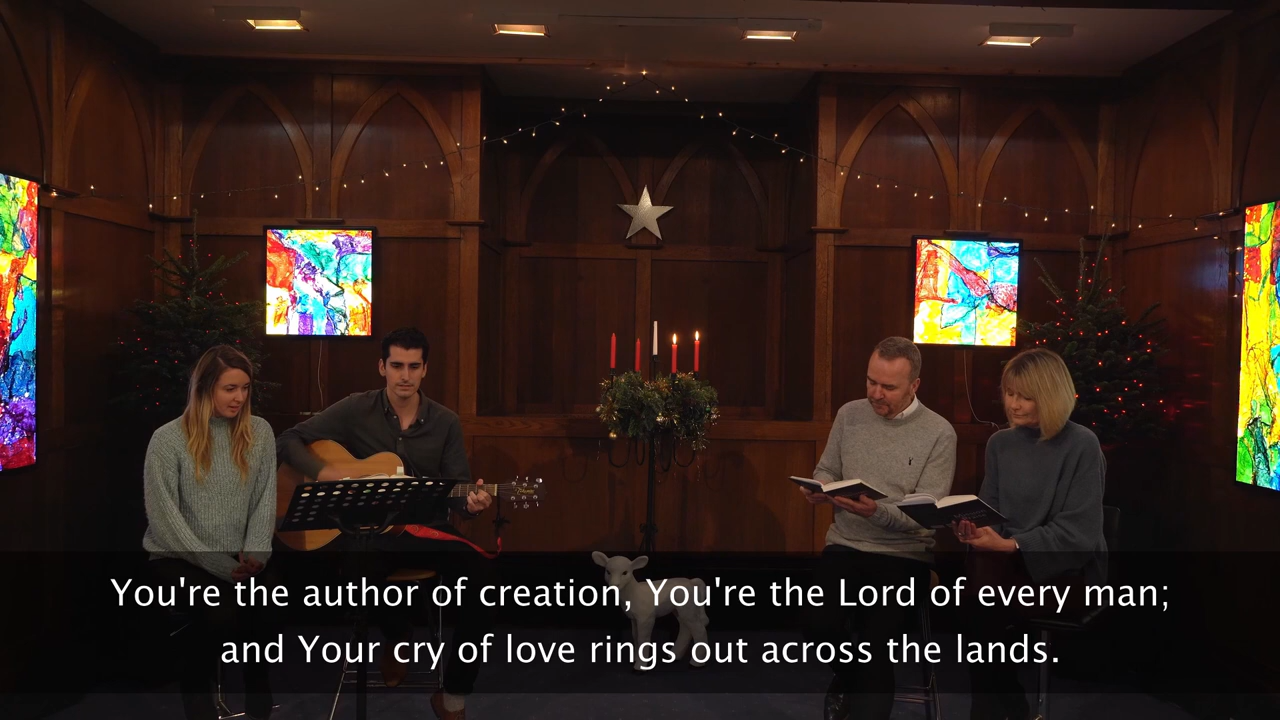 You're the author of creation, You're the Lord of every man;
and Your cry of love rings out across the lands.